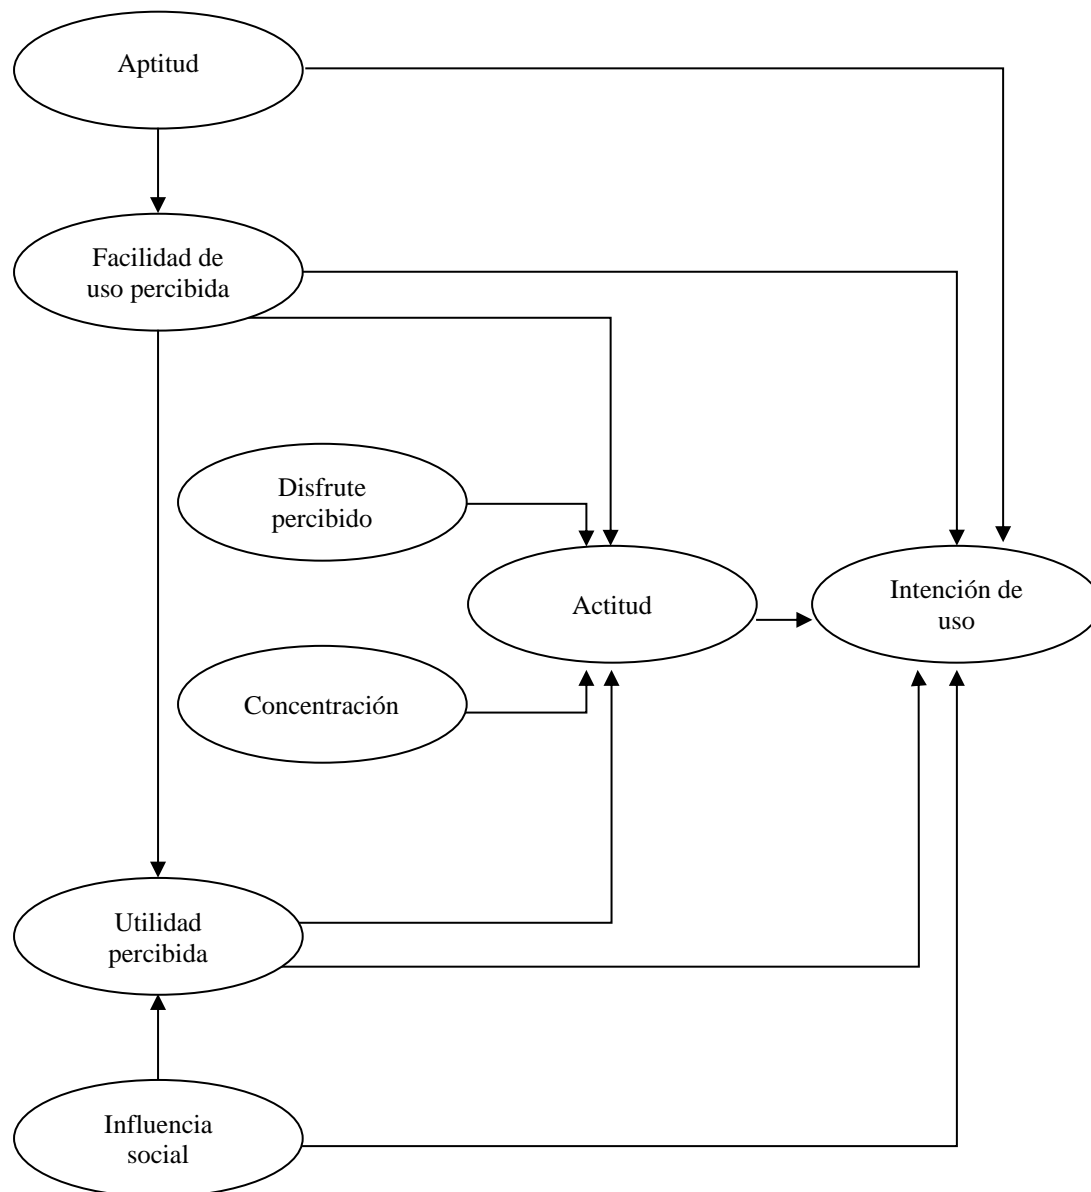 Aptitud
Facilidad de
uso percibida
Disfrute
percibido
Actitud
Intención de
uso
Concentración
Utilidad
percibida
Influencia
social